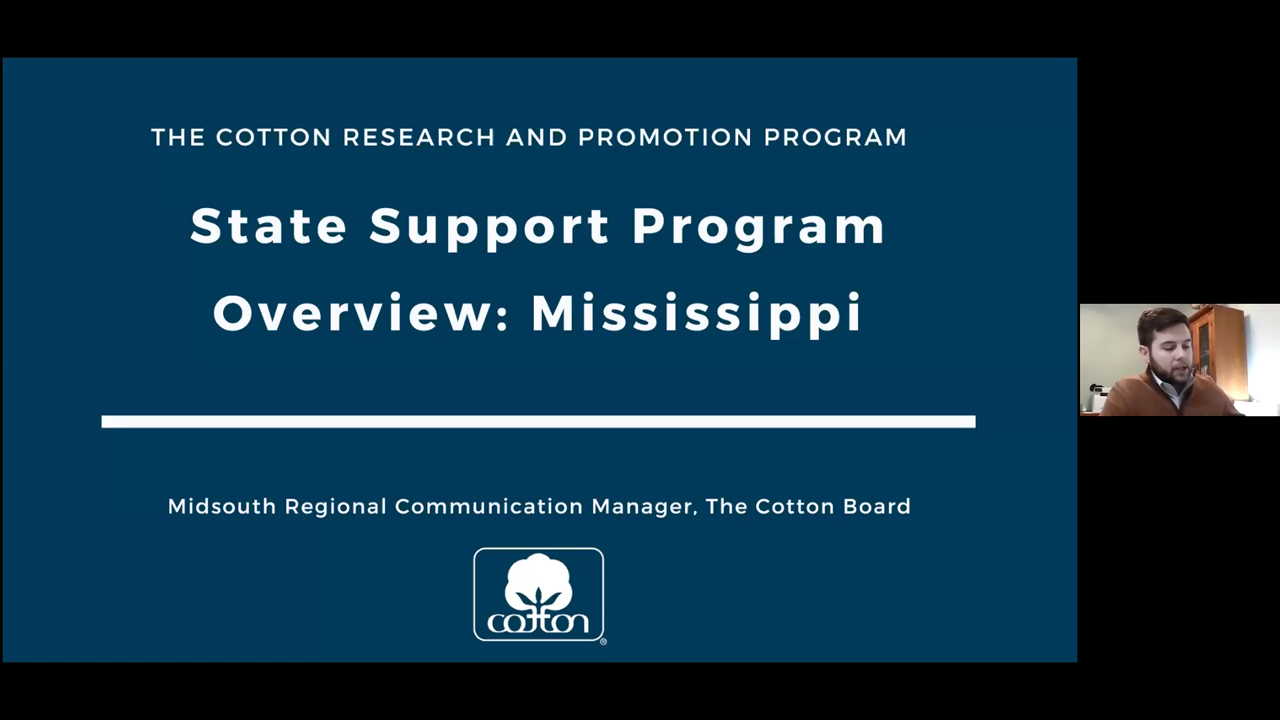 THE COTTON RESEARCH AND PROMOTION PROGRAM
State Support Program
Overview: Mississippi
Midsouth Regional Communication Manager, The Cotton Board
cotton
®